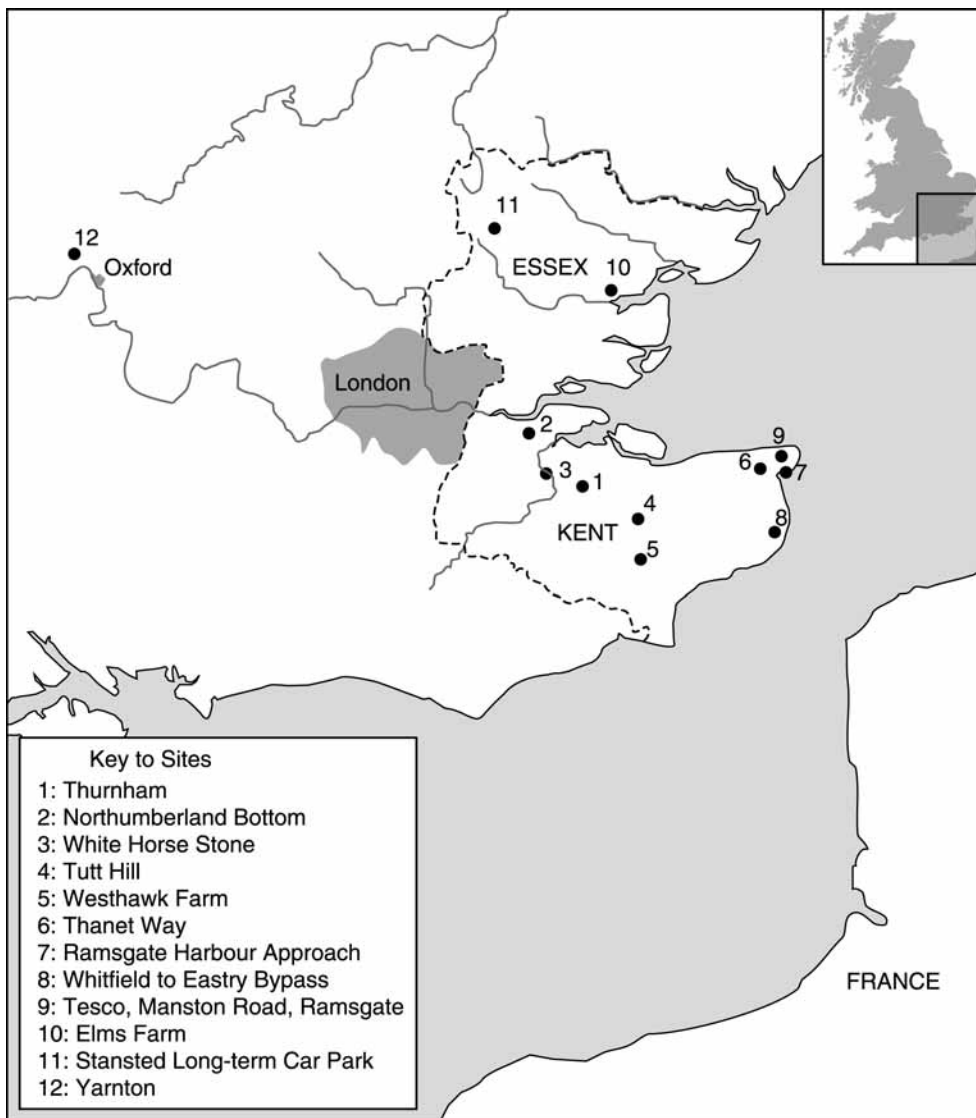 11
12
Oxford
ESSEX 10
London
2
9
6
7
3
1
4
KENT
8
5
Key to Sites
1: Thurnham
2: Northumberland Bottom
3: White Horse Stone
4: Tutt Hill
5: Westhawk Farm
6: Thanet Way
7: Ramsgate Harbour Approach
8: Whitfield to Eastry Bypass
9: Tesco, Manston Road, Ramsgate
10: Elms Farm
11: Stansted Long-term Car Park
12: Yarnton
FRANCE